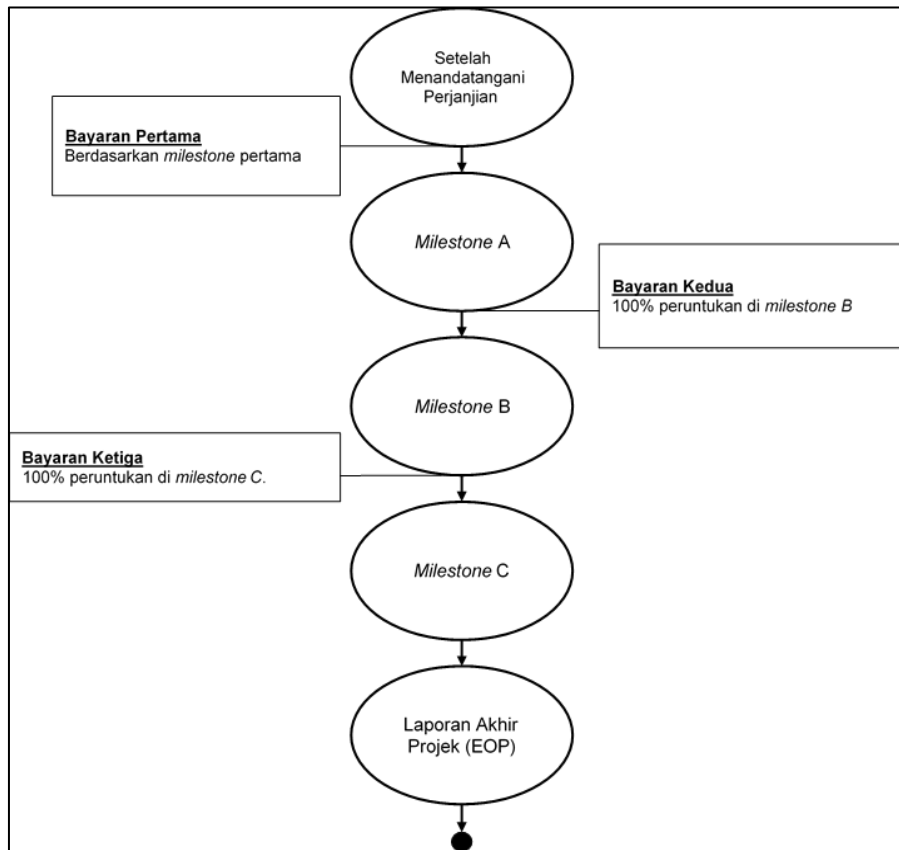 Setelah
Menandatangani
Perjanjian
Bayaran Pertama
Berdasarkan milestone pertama
Milestone A
Bayaran Kedua
100% peruntukan di milestone B
Milestone B
Bayaran Ketiga
100% peruntukan di milestone C.
Milestone C
Laporan Akhir
Projek (EOP)